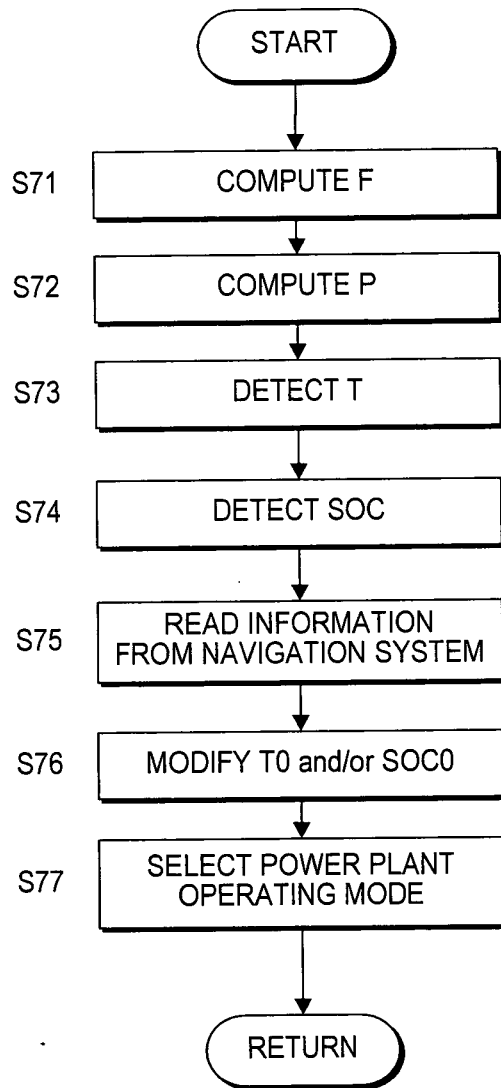 START
S71
COMPUTE F
S72
COMPUTE P
S73
DETECT T
S74
DETECT SOC
S75
READ INFORMATION
FROM NAVIGATION SYSTEM
S76
MODIFY T0 and/or SOC0
S77
SELECT POWER PLANT
OPERATING MODE
RETURN